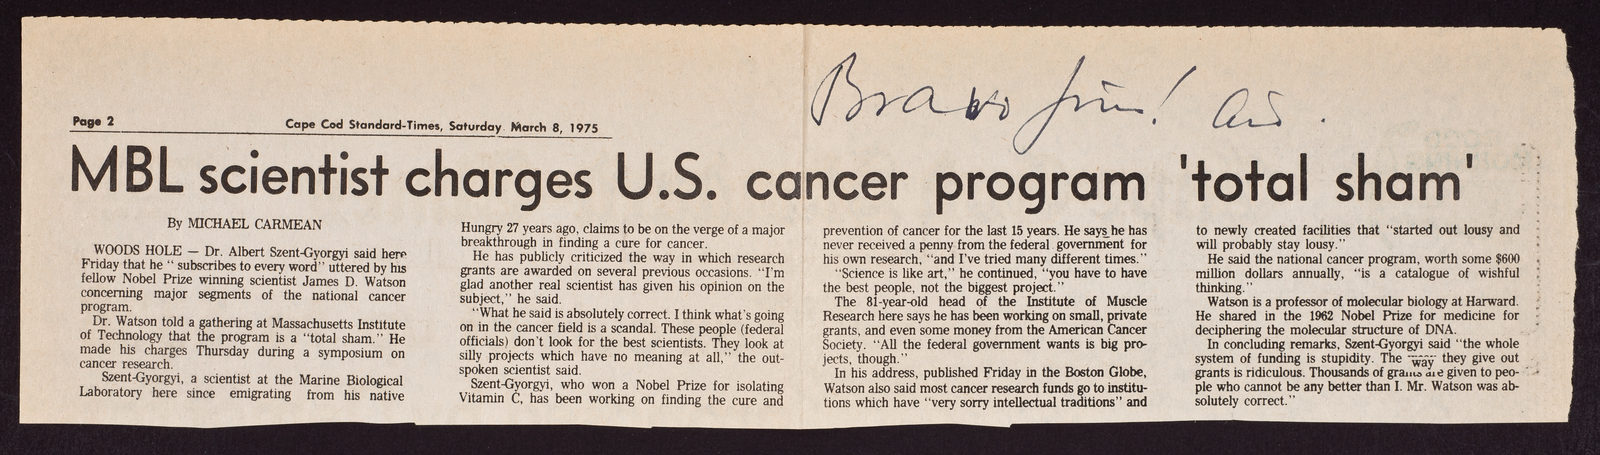 Bravo Jim!
Page 2
Cape Cod Standard-Times, Saturday March 8, 1975
MBL scientist charges U.S. cancer program 'total sham'
By MICHAEL CARMEAN
WOODS HOLE — Dr. Albert Szent-Gyorgyi said here
Friday that he " subscribes to every word" uttered by his
fellow Nobel Prize winning scientist James D. Watson
concerning major segments of the national cancer
program.
Dr. Watson told a gathering at Massachusetts Institute
of Technology that the program is a "total sham." He
made his charges Thursday during a symposium on
cancer research.
Szent-Gyorgyi, a scientist at the Marine Biological
Laboratory here since emigrating from his native
Hungry 27 years ago, claims to be on the verge of a major
breakthrough in finding a cure for cancer.
He has publicly criticized the way in which research
grants are awarded on several previous occasions. "I'm
glad another real scientist has given his opinion on the
subject," he said.
"What he said is absolutely correct. I think what's going
on in the cancer field is a scandal. These people (federal
officials) don't look for the best scientists. They look at
silly projects which have no meaning at all," the out-
spoken scientist said.
Szent-Gyorgyi, who won a Nobel Prize for isolating
Vitamin C, has been working on finding the cure and
prevention of cancer for the last 15 years. He says he has
never received a penny from the federal government for
his own research, "and I've tried many different times."
"Science is like art," he continued, "you have to have
the best people, not the biggest project."
The 81-year-old head of the Institute of Muscle
Research here says he has been working on small, private
grants, and even some money from the American Cancer
Society. "All the federal government wants is big pro-
jects, though."
In his address, published Friday in the Boston Globe,
Watson also said most cancer research funds go to institu-
tions which have "very sorry intellectual traditions" and
to newly created facilities that "started out lousy and
will probably stay lousy."
He said the national cancer program, worth some $600
million dollars annually, "is a catalogue of wishful
thinking."
Watson is a professor of molecular biology at Harward.
He shared in the 1962 Nobel Prize for medicine for
deciphering the molecular structure of DNA.
In concluding remarks, Szent-Gyorgyi said "the whole
system of funding is stupidity. The way they give out
grants is ridiculous. Thousands of grants are given to peo-
ple who cannot be any better than I. Mr. Watson was ab-
solutely correct."